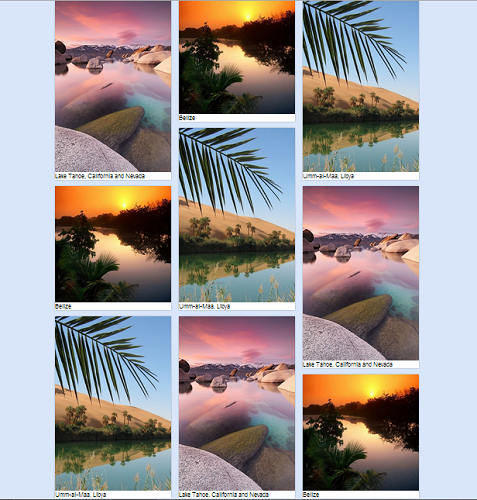 Lake Tahoe, California and Nevada
Belize
Umm-al-Maa, Libya
Belize
Umm-al-Maa, Libya
Lake Tahoe, California and Nevada
Umm-al-Maa, Libya
Lake Tahoe, California and Nevada
Belize